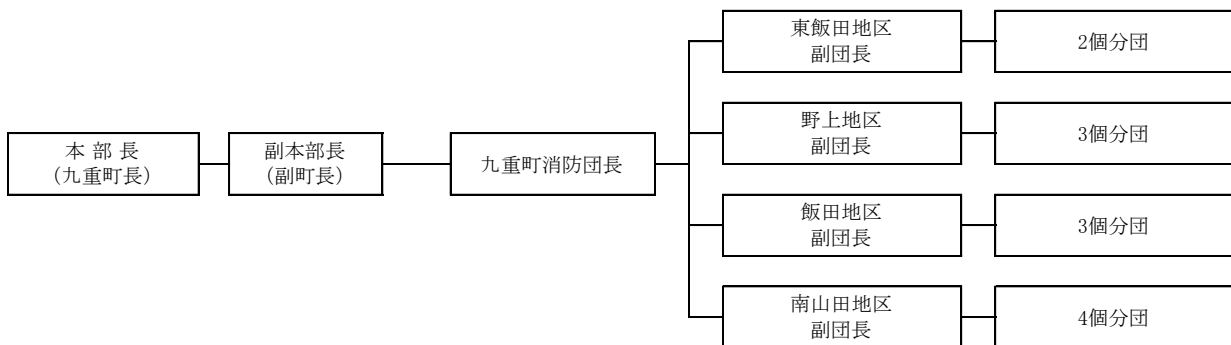 東飯田地区
副団長
2個分団
野上地区
副団長
3個分団
本部長
(九重町長)
副本部長
(副町長)
九重町消防団長
飯田地区
副団長
3個分団
南山田地区
副団長
4個分団